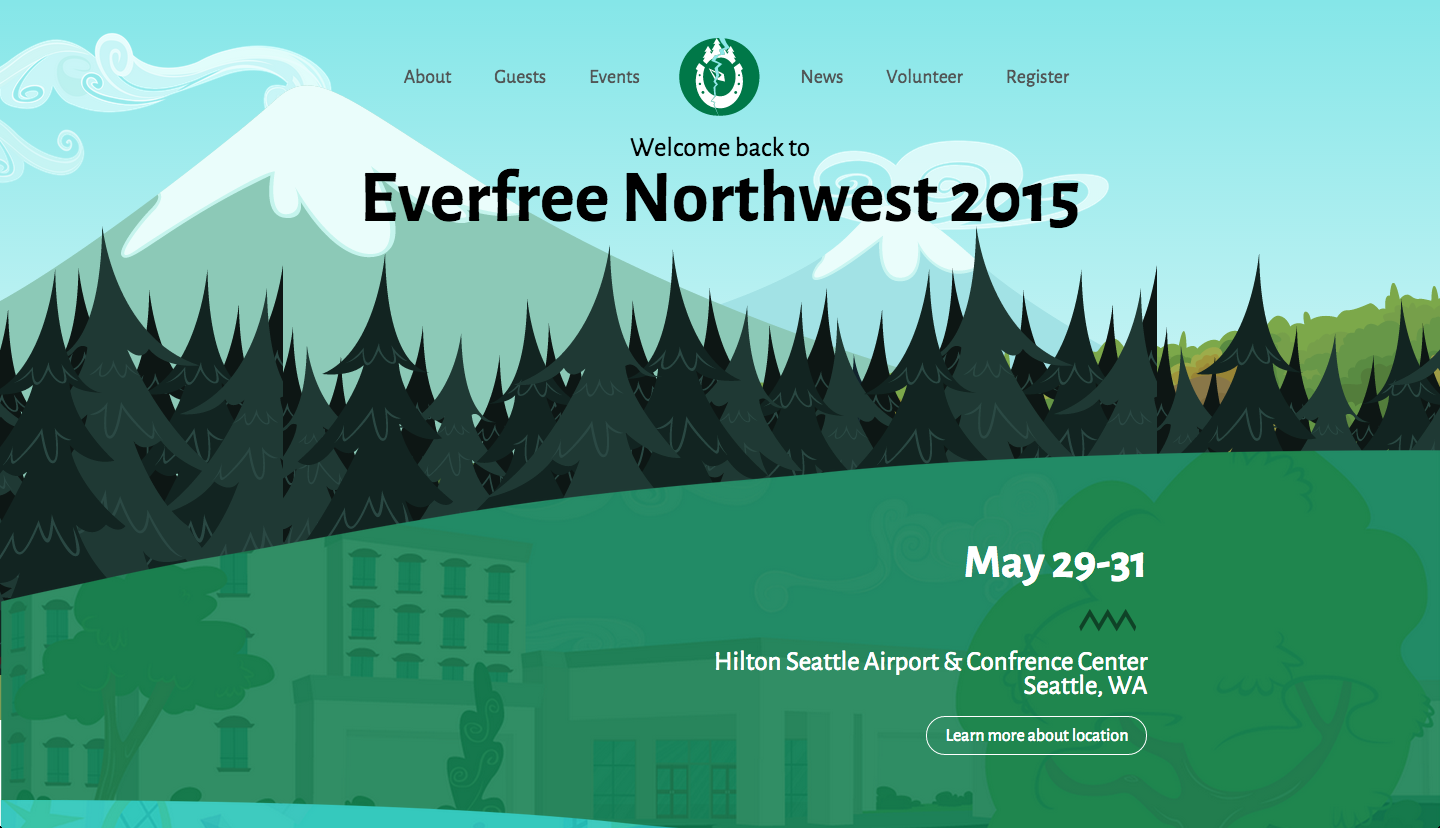 About
Guests
Events
News
Volunteer
Register
Welcome back to
Everfree Northwest 2015
May 29-31
Hilton Seattle Airport & Confrence Center
Seattle, WA
Learn more about location